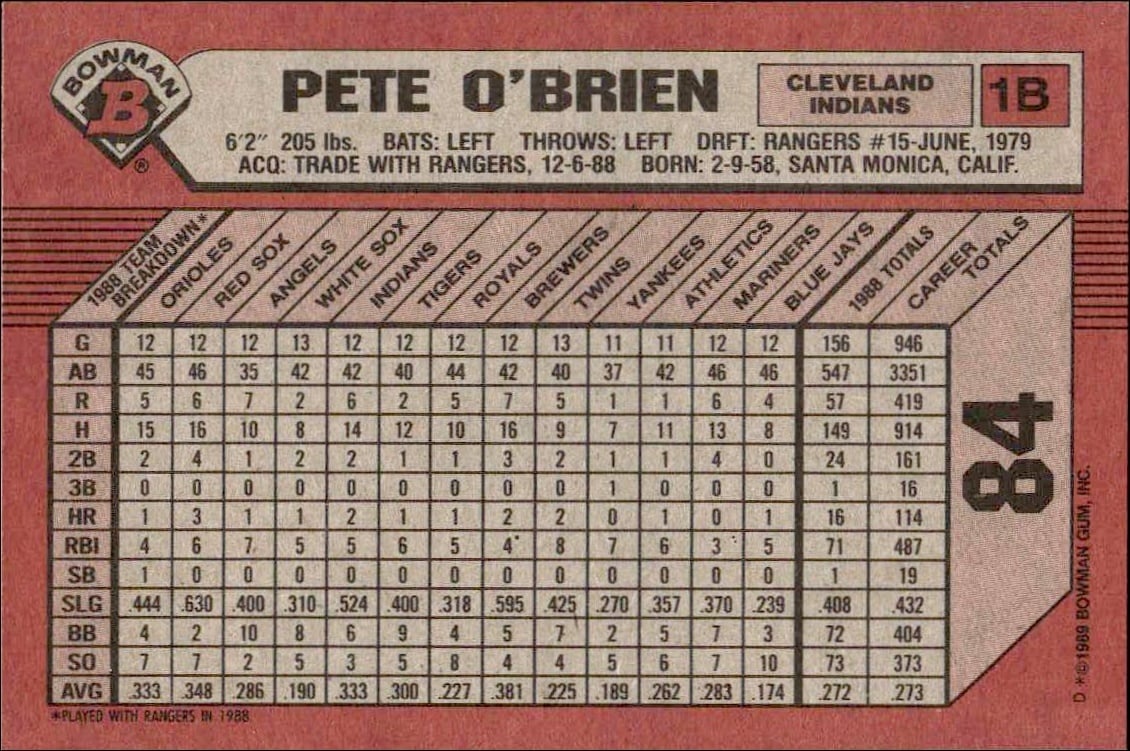 BOWMAN
B
®
PETE O'BRIEN
CLEVELAND
INDIANS
1B
6'2" 205 lbs. BATS: LEFT THROWS: LEFT DRFT: RANGERS #15-JUNE, 1979
ACQ: TRADE WITH RANGERS, 12-6-88 BORN: 2-9-58, SANTA MONICA, CALIF.
1988 TEAM
BREAKDOWN*
ORIOLES
RED SOX
ANGELS
WHITE SOX
INDIANS
TIGERS
ROYALS
BREWERS
TWINS
YANKEES
ATHLETICS
MARINERS
BLUE JAYS
1988 TOTALS
CAREER
TOTALS
G 12 12 12 13 12 12 12 12 13 11 11 12 12 156 946
AB 45 46 35 42 42 40 44 42 40 37 42 46 46 547 3351
R 5 6 7 2 6 2 5 7 5 1 1 6 4 57 419
H 15 16 10 8 14 12 10 16 9 7 11 13 8 149 914
2B 2 4 1 2 2 1 1 3 2 1 1 4 0 24 161
3B 0 0 0 0 0 0 0 0 0 1 0 0 0 1 16
HR 1 3 1 1 2 1 1 2 2 0 1 0 1 16 114
RBI 4 6 7 5 5 6 5 4 8 7 6 3 5 71 487
SB 1 0 0 0 0 0 0 0 0 0 0 0 0 1 19
SLG .444 .630 .400 .310 .524 .400 .318 .595 .425 .270 .357 .370 .239 .408 .432
BB 4 2 10 8 6 9 4 5 7 2 5 7 3 72 404
SO 7 7 2 5 3 5 8 4 4 5 6 7 10 73 373
AVG .333 .348 .286 .190 .333 .300 .227 .381 .225 .189 .262 .283 .174 .272 .273
84
*PLAYED WITH RANGERS IN 1988
D *©1989 BOWMAN GUM, INC.